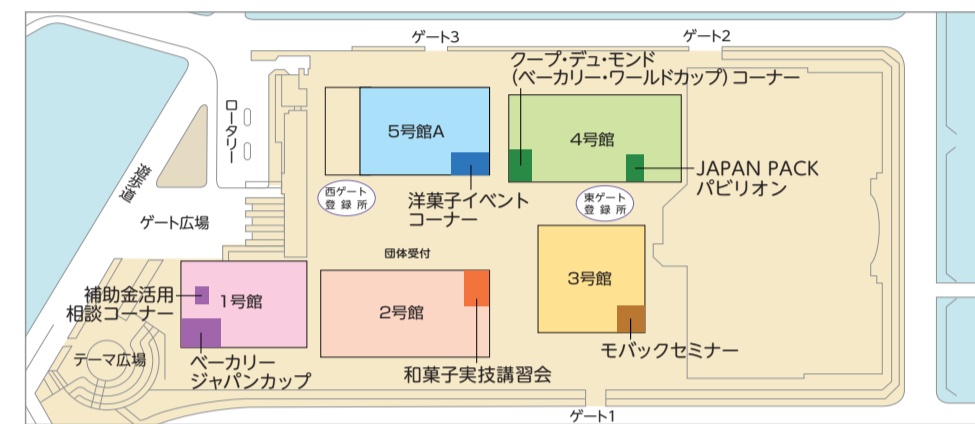 ゲート3
ゲート2
クープ・デュ・モンド
(ベーカリー・ワールドカップ)コーナー
ロータリー
5号館A
4号館
JAPAN PACK
パビリオン
遊歩道
西ゲート
登録所
洋菓子イベント
コーナー
東ゲート
登録所
ゲート広場
団体受付
補助金活用
相談コーナー
1号館
2号館
3号館
テーマ広場
ベーカリー
ジャパンカップ
和菓子実技講習会
モバックセミナー
ゲート1